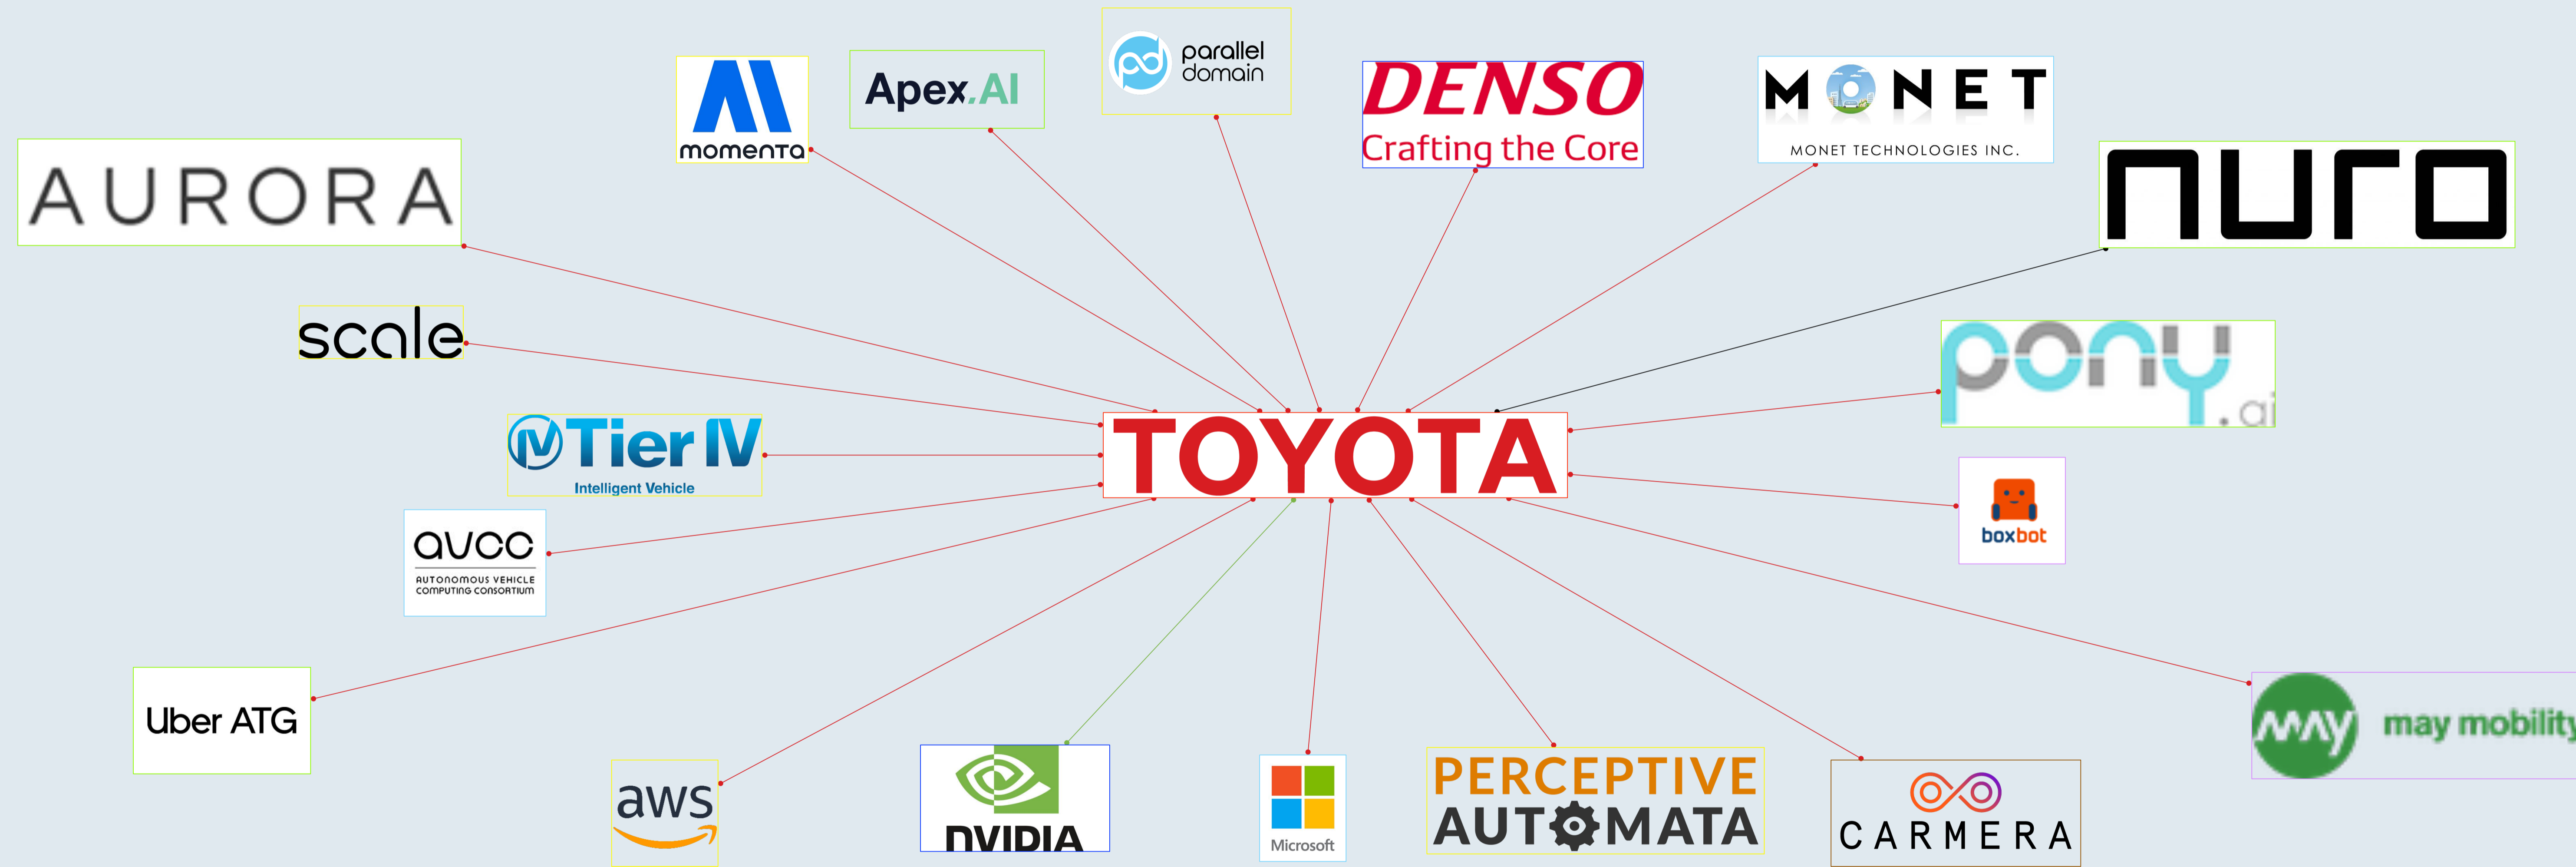 parallel
domain
momenta
Apex.AI
DENSO
Crafting the Core
MONET
MONET TECHNOLOGIES INC.
AURORA
nuro
scale
pony
.ai
TOYOTA
IV Tier IV
Intelligent Vehicle
boxbot
avcc
AUTONOMOUS VEHICLE
COMPUTING CONSORTIUM
Uber ATG
may may mobility
aws
NVIDIA
Microsoft
PERCEPTIVE
AUTOMATA
CARMERA